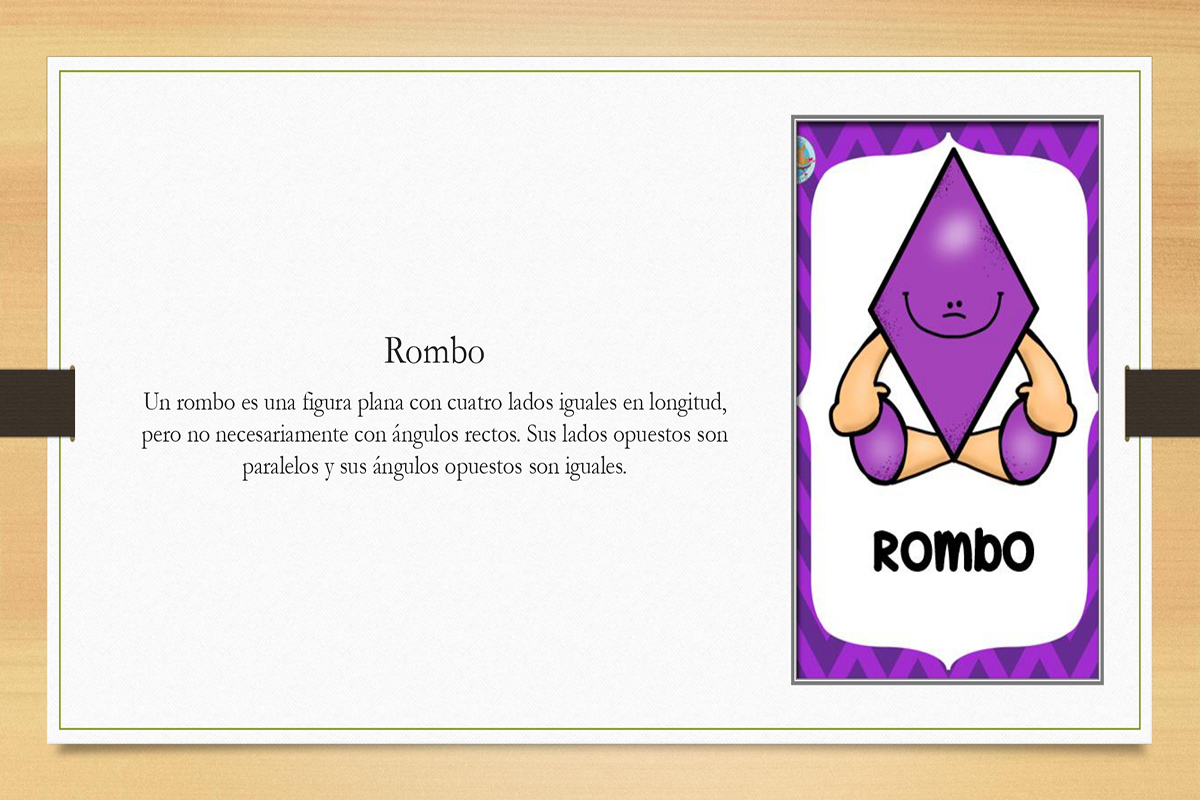 Rombo
Un rombo es una figura plana con cuatro lados iguales en longitud,
pero no necesariamente con ángulos rectos. Sus lados opuestos son
paralelos y sus ángulos opuestos son iguales.
ROMBO